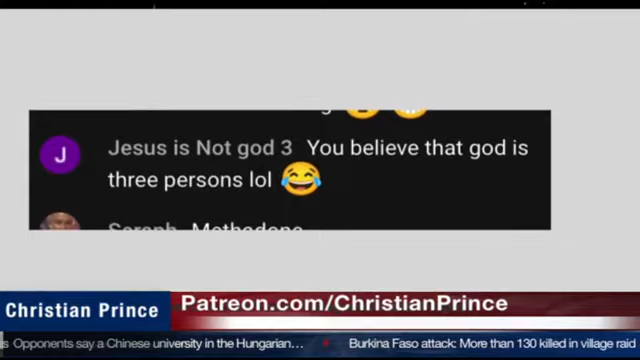 Jesus is Not god 3 You believe that god is
three persons lol 😂
Methadone
Christian Prince
Patreon.com/ChristianPrince
Opponents say a Chinese university in the Hungarian… Burkina Faso attack: More than 130 killed in village raid